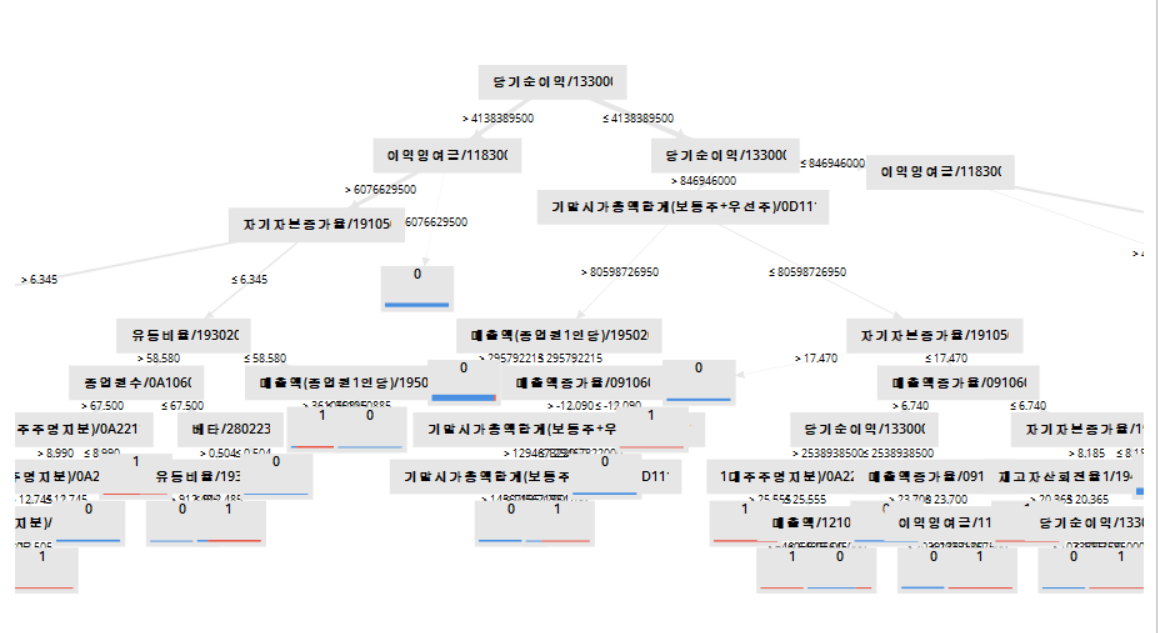 당기순이익/13300(
> 4138389500 ≤ 4138389500
이익잉여금/11830( 당기순이익/13300( ≤ 846946000 이익잉여금/11830(
> 6076629500 > 846946000
자기자본증가율/19105( 6076629500 기말시가총액합계(보통주+우선주)/0D11'
> 6.345 ≤ 6.345 0 > 80598726950 ≤ 80598726950
유동비율/19302( 매출액(종업원1인당)/19502( 자기자본증가율/19105(
> 58.580 ≤ 58.580 > 295792215 ≤ 295792215 > 17.470 ≤ 17.470
종업원수/0A106( 매출액(종업원1인당)/1950 0 매출액증가율/09106( 0 매출액증가율/09106(
> 67.500 ≤ 67.500 > -12.090 ≤ -12.090 > 6.740 ≤ 6.740
주주명지분)/0A221 베타/280223 1 0 기말시가총액합계(보통주+우 1 당기순이익/13300( 자기자본증가율/1
> 8.990 ≤ 8.990 > 0.504 ≤ 0.504 > 2538938500 ≤ 2538938500 > 8.185
주명지분)/0A2 1 유동비율/193 0 기말시가총액합계(보통주 0 D11' 주주명지분)/0A22 매출액증가율/091 재고자산회전율1/194
12.745 ≤ 12.745 > 25.555 ≤ 25.555 > 23.700 ≤ 23.700 > 20.365 ≤ 20.365
지분)/ 0 0 1 0 1 1 매출액/1210 이익잉여금/11 당기순이익/1330
1 1 0 0 1 0 1